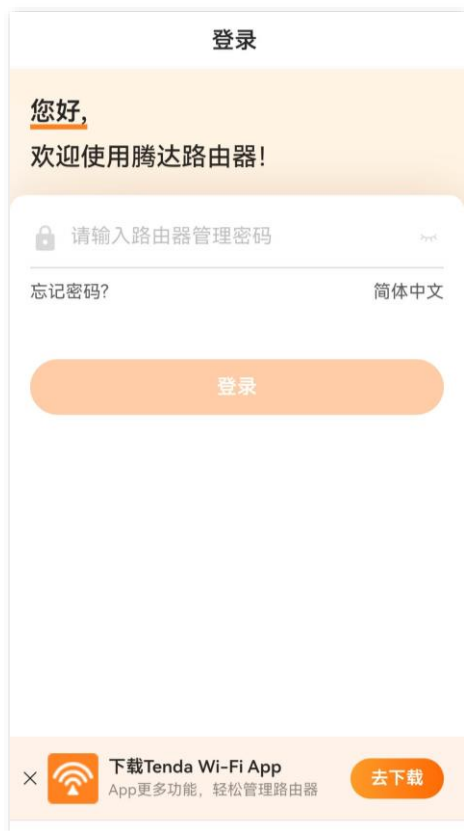 登录
您好,
欢迎使用腾达路由器!
请输入路由器管理密码
忘记密码?
简体中文
登录
下载Tenda Wi-Fi App
App更多功能，轻松管理路由器
去下载